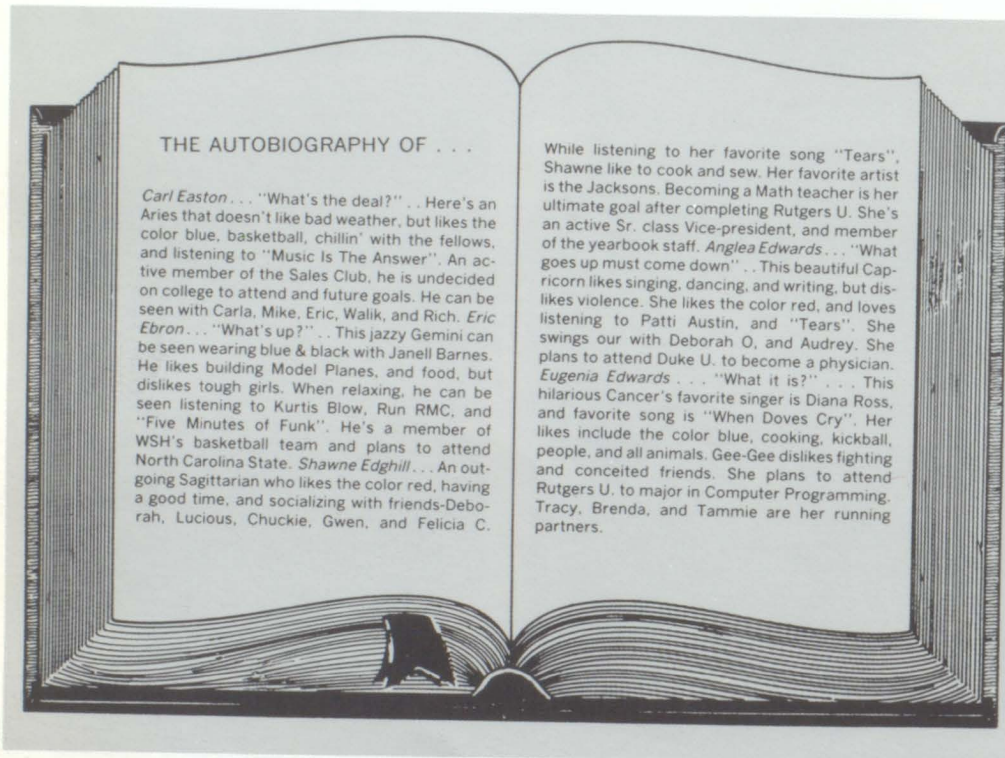 THE AUTOBIOGRAPHY OF . . .
Carl Easton . . . "What's the deal?" . . Here's an
Aries that doesn't like bad weather, but likes the
color blue, basketball, chillin' with the fellows,
and listening to "Music Is The Answer". An ac-
tive member of the Sales Club, he is undecided
on college to attend and future goals. He can be
seen with Carla, Mike, Eric, Walik, and Rich. Eric
Ebron . . . "What's up?" . . This jazzy Gemini can
be seen wearing blue & black with Janell Barnes.
He likes building Model Planes, and food, but
dislikes tough girls. When relaxing, he can be
seen listening to Kurtis Blow, Run RMC, and
"Five Minutes of Funk". He's a member of
WSH's basketball team and plans to attend
North Carolina State. Shawne Edghill . . . An out-
going Sagittarian who likes the color red, having
a good time, and socializing with friends-Debo-
rah, Lucious, Chuckie, Gwen, and Felicia C.
While listening to her favorite song "Tears",
Shawne like to cook and sew. Her favorite artist
is the Jacksons. Becoming a Math teacher is her
ultimate goal after completing Rutgers U. She's
an active Sr. class Vice-president, and member
of the yearbook staff. Anglea Edwards . . . "What
goes up must come down" . . This beautiful Cap-
ricorn likes singing, dancing, and writing, but dis-
likes violence. She likes the color red, and loves
listening to Patti Austin, and "Tears". She
swings our with Deborah O, and Audrey. She
plans to attend Duke U. to become a physician.
Eugenia Edwards . . . "What it is?" . . . . This
hilarious Cancer's favorite singer is Diana Ross,
and favorite song is "When Doves Cry". Her
likes include the color blue, cooking, kickball,
people, and all animals. Gee-Gee dislikes fighting
and conceited friends. She plans to attend
Rutgers U. to major in Computer Programming.
Tracy, Brenda, and Tammie are her running
partners.